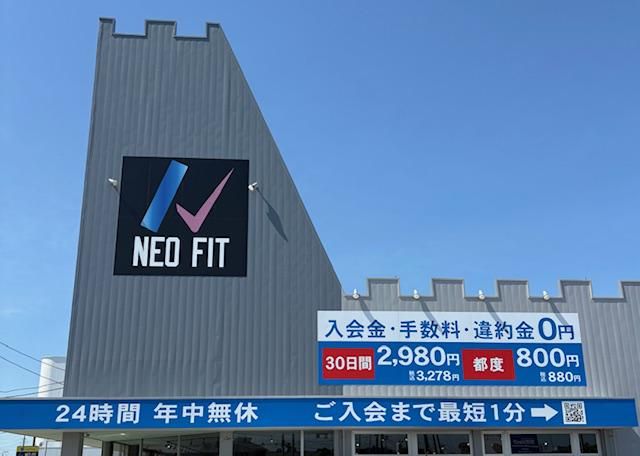 NEO FIT
入会金・手数料・違約金0円
30日間 2,980円 税込3,278円 都度 800円 税込880円
24時間 年中無休 ご入会まで最短1分→